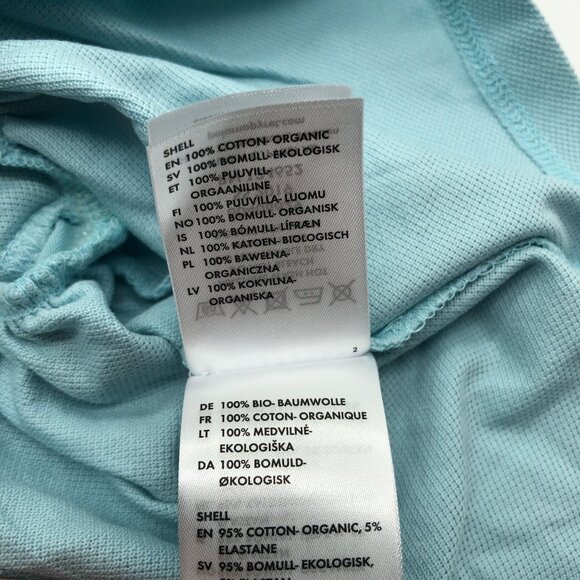 SHELL
EN 100% COTTON- ORGANIC
SV 100% BOMULL- EKOLOGISK
ET 100% PUUVILL-
ORGAANILINE
FI 100% PUUVILLA- LUOMU
NO 100% BOMULL- ORGANISK
IS 100% BÓMULL- LÍFRÆN
NL 100% KATOEN- BIOLOGISCH
PL 100% BAWEŁNA-
ORGANICZNA
LV 100% KOKVILNA-
ORGANISKA
2
DE 100% BIO- BAUMWOLLE
FR 100% COTON- ORGANIQUE
LT 100% MEDVILNĖ-
EKOLOGIŠKA
DA 100% BOMULD-
ØKOLOGISK
SHELL
EN 95% COTTON- ORGANIC, 5%
ELASTANE
SV 95% BOMULL- EKOLOGISK,